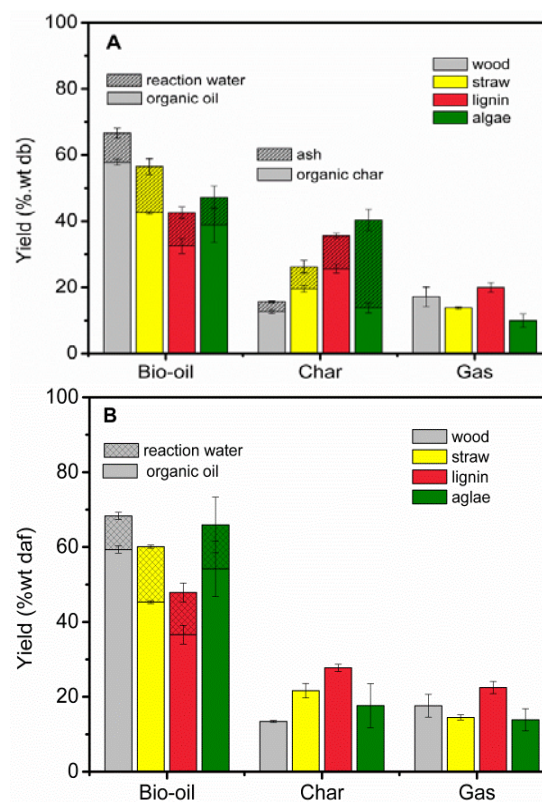 A
100
80
60
40
20
0
Yield (%.wt db)
reaction water
organic oil
ash
organic char
wood
straw
lignin
algae
Bio-oil
Char
Gas
B
100
80
60
40
20
0
Yield (%wt daf)
reaction water
organic oil
wood
straw
lignin
aglae
Bio-oil
Char
Gas